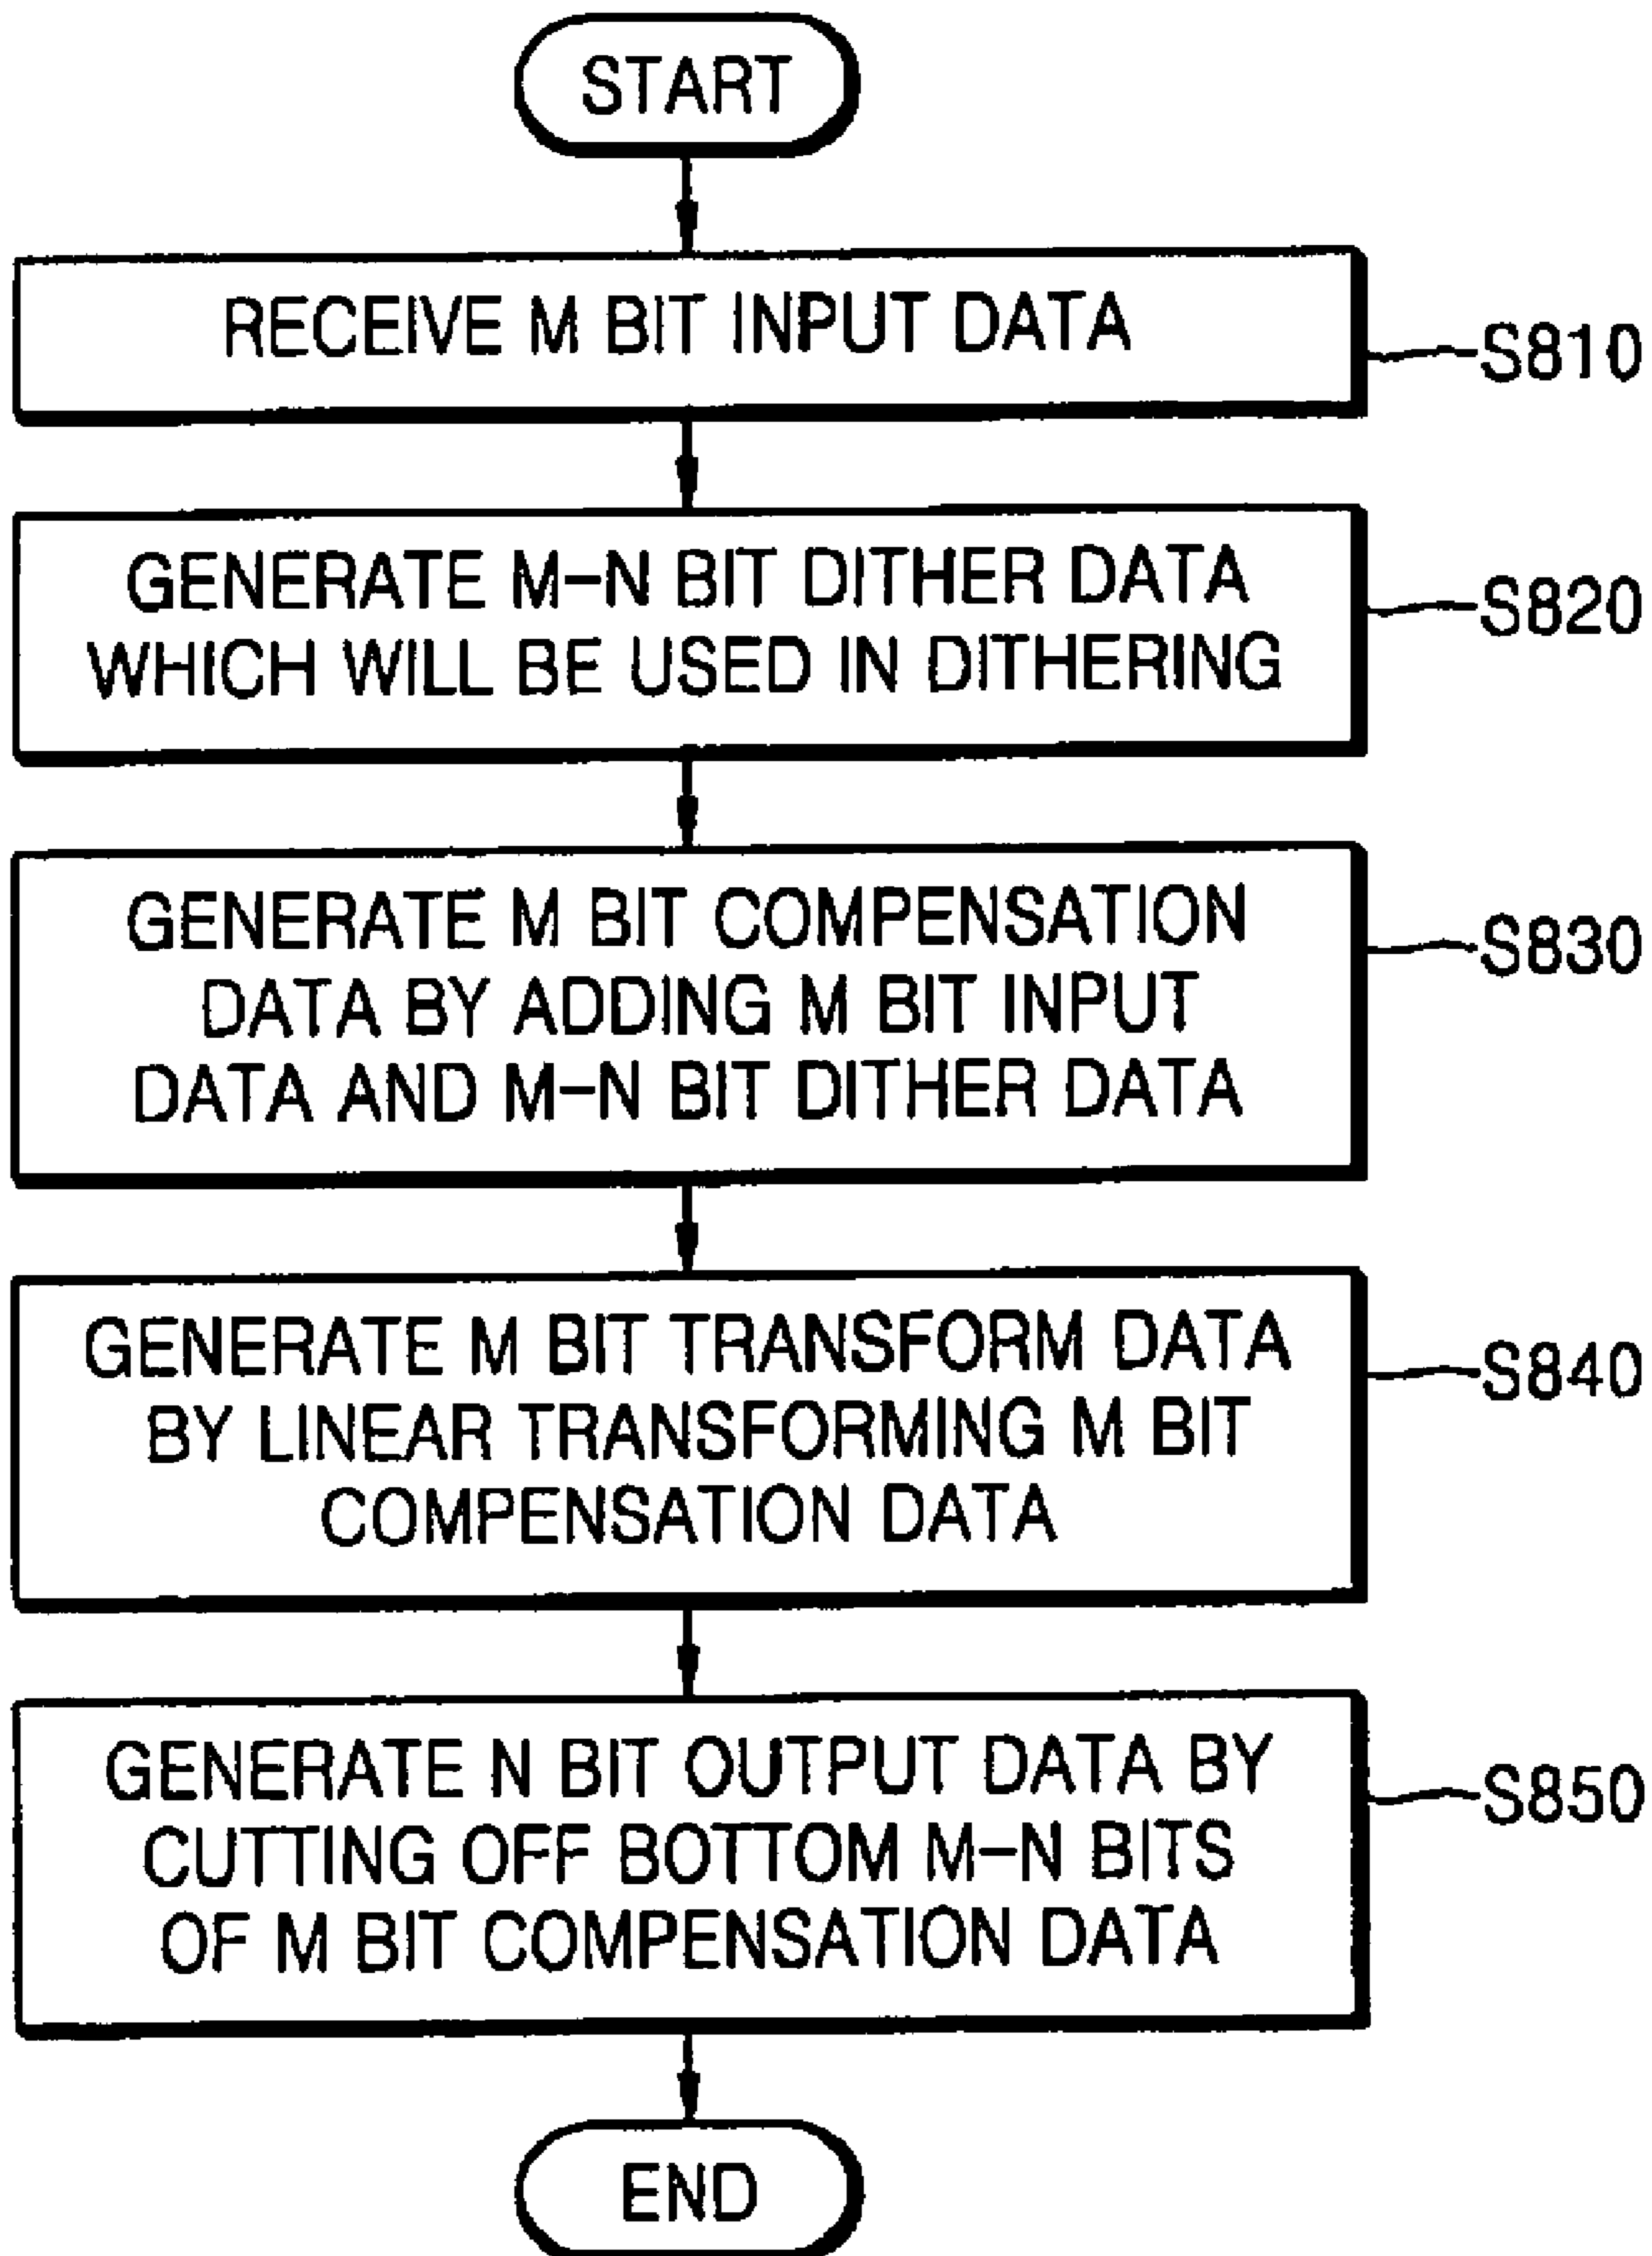 START
RECEIVE M BIT INPUT DATA
S810
GENERATE M-N BIT DITHER DATA
WHICH WILL BE USED IN DITHERING
S820
GENERATE M BIT COMPENSATION
DATA BY ADDING M BIT INPUT
DATA AND M-N BIT DITHER DATA
S830
GENERATE M BIT TRANSFORM DATA
BY LINEAR TRANSFORMING M BIT
COMPENSATION DATA
S840
GENERATE N BIT OUTPUT DATA BY
CUTTING OFF BOTTOM M-N BITS
OF M BIT COMPENSATION DATA
S850
END